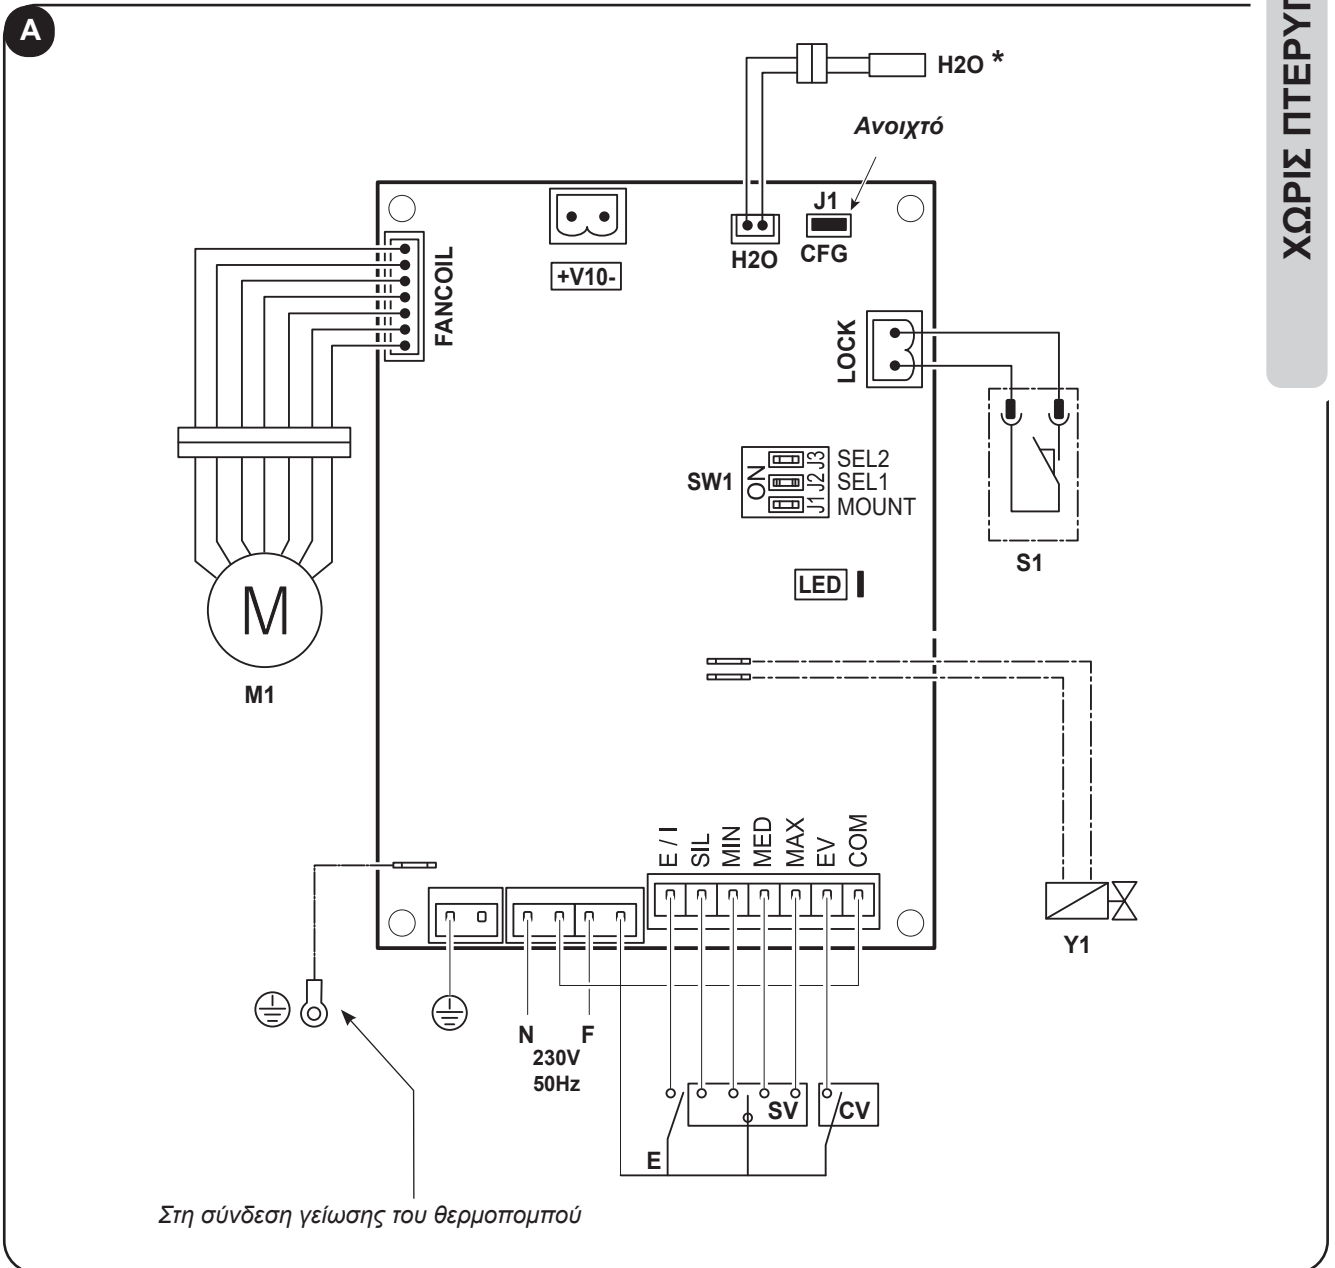 A
ΧΩΡΙΣ
H2O *
Ανοιχτό
J1
CFG
H2O
+V10-
FANCOIL
LOCK
SW1
ON
J3
J2
J1
SEL2
SEL1
MOUNT
S1
LED
M
M1
E / I
SIL
MIN
MED
MAX
EV
COM
Y1
N
F
230V
50Hz
SV
CV
E
Στη σύνδεση γείωσης του θερμοπομπού